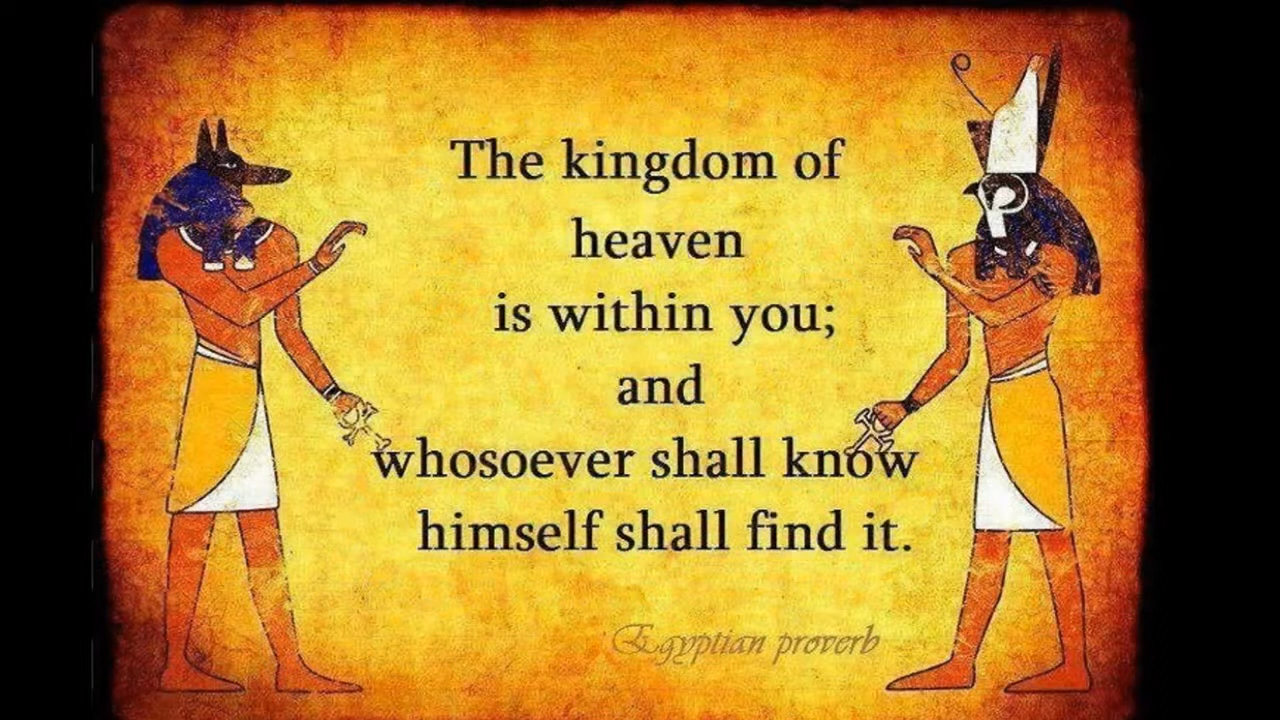 The kingdom of
heaven
is within you;
and
whosoever shall know
himself shall find it.
Egyptian proverb